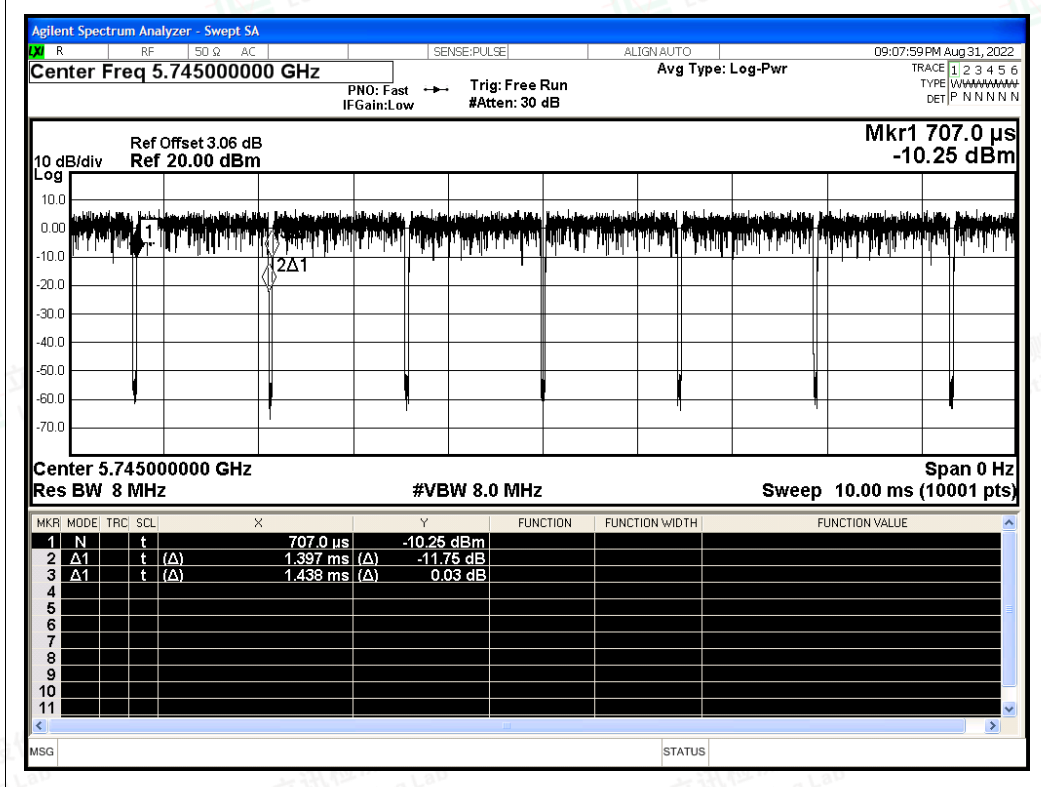 Agilent Spectrum Analyzer - Swept SA
LXI R RF 50 Ω AC SENSE:PULSE ALIGN AUTO 09:07:59 PM Aug 31, 2022
Center Freq 5.745000000 GHz
PNO: Fast
IFGain:Low
Trig: Free Run
#Atten: 30 dB
Avg Type: Log-Pwr
TRACE 1 2 3 4 5 6
TYPE W
DET P N N N N N
Mkr1 707.0 µs
-10.25 dBm
Ref Offset 3.06 dB
10 dB/div Ref 20.00 dBm
Log
10.0
0.00
-10.0
-20.0
-30.0
-40.0
-50.0
-60.0
-70.0
1
2Δ1
Center 5.745000000 GHz Span 0 Hz
Res BW 8 MHz #VBW 8.0 MHz Sweep 10.00 ms (10001 pts)
MKR MODE TRC SCL X Y FUNCTION FUNCTION WIDTH FUNCTION VALUE
1 N t 707.0 µs -10.25 dBm
2 Δ1 t (Δ) 1.397 ms (Δ) -11.75 dB
3 Δ1 t (Δ) 1.438 ms (Δ) 0.03 dB
4
5
6
7
8
9
10
11
MSG STATUS